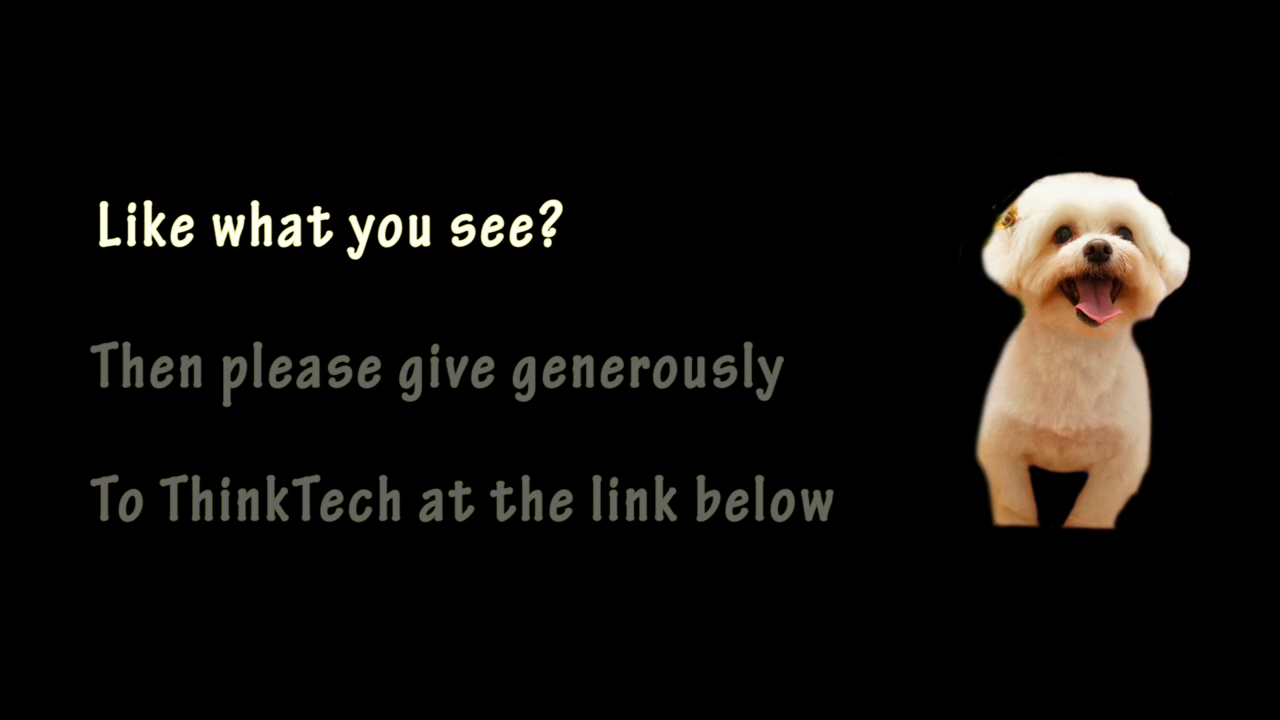 Like what you see?
Then please give generously
To ThinkTech at the link below